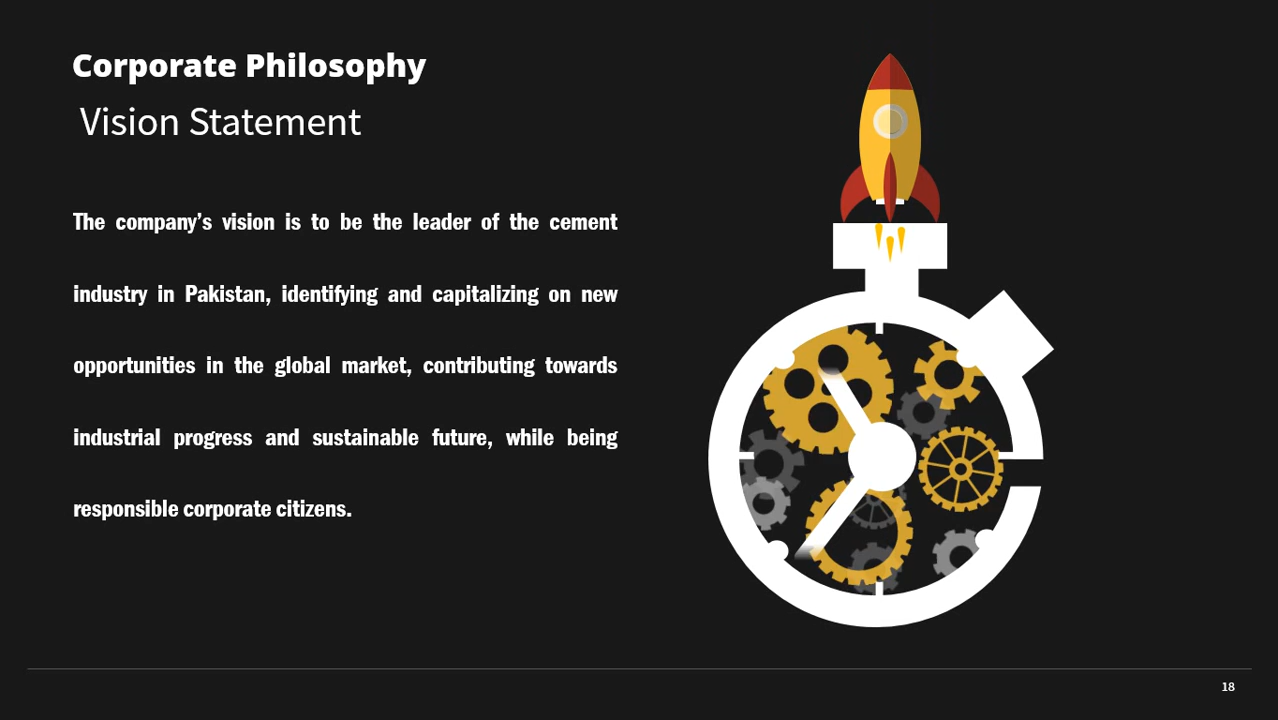 Corporate Philosophy
Vision Statement
The company’s vision is to be the leader of the cement
industry in Pakistan, identifying and capitalizing on new
opportunities in the global market, contributing towards
industrial progress and sustainable future, while being
responsible corporate citizens.
18